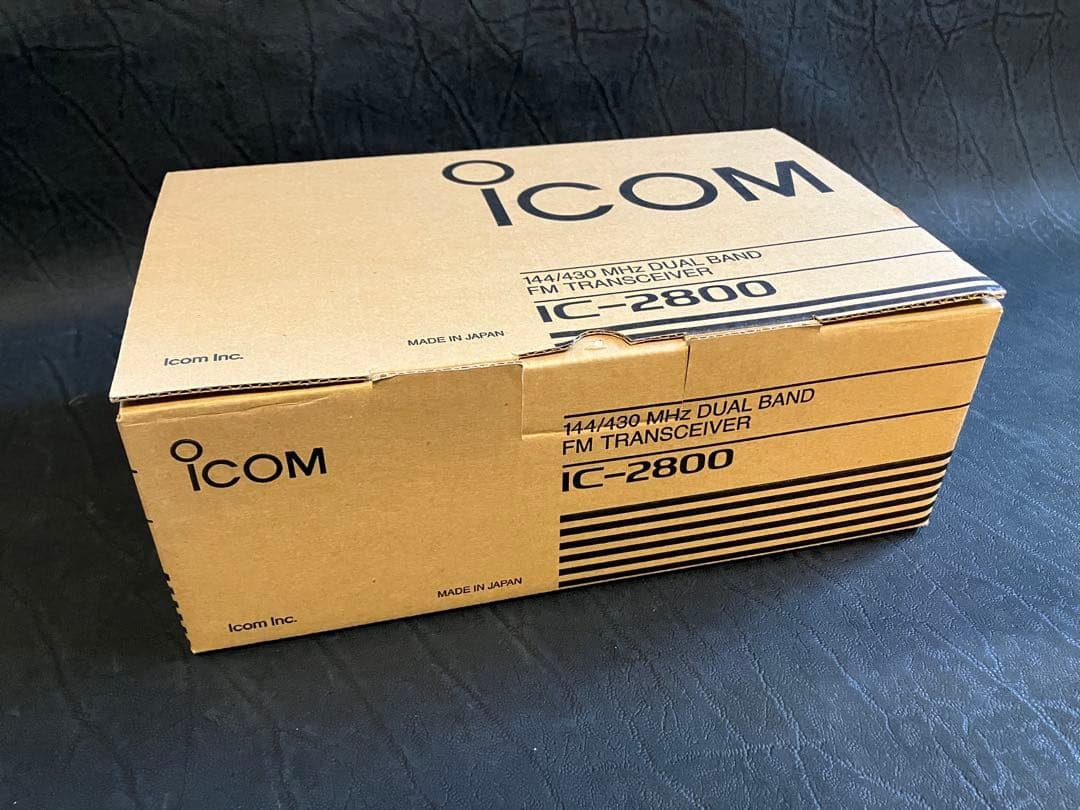 ICOM
144/430 MHz DUAL BAND
FM TRANSCEIVER
IC-2800
MADE IN JAPAN
Icom Inc.
ICOM
144/430 MHz DUAL BAND
FM TRANSCEIVER
IC-2800
MADE IN JAPAN
Icom Inc.